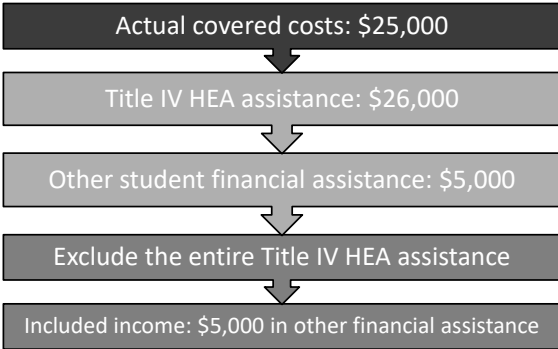 Actual covered costs: $25,000
Title IV HEA assistance: $26,000
Other student financial assistance: $5,000
Exclude the entire Title IV HEA assistance
Included income: $5,000 in other financial assistance